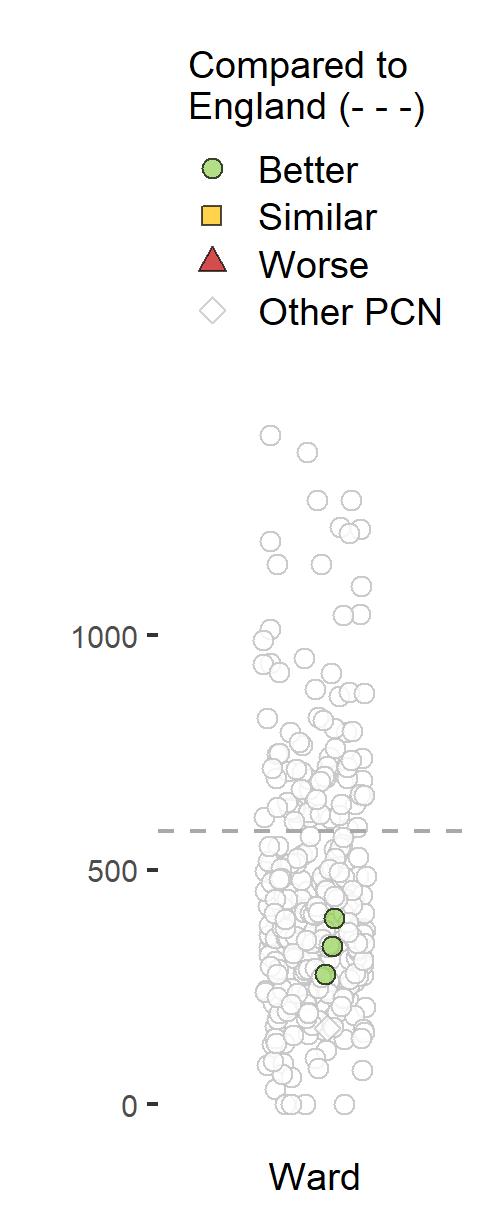 Compared to
England (- - -)
Better
Similar
Worse
Other PCN
1000
500
0
Ward